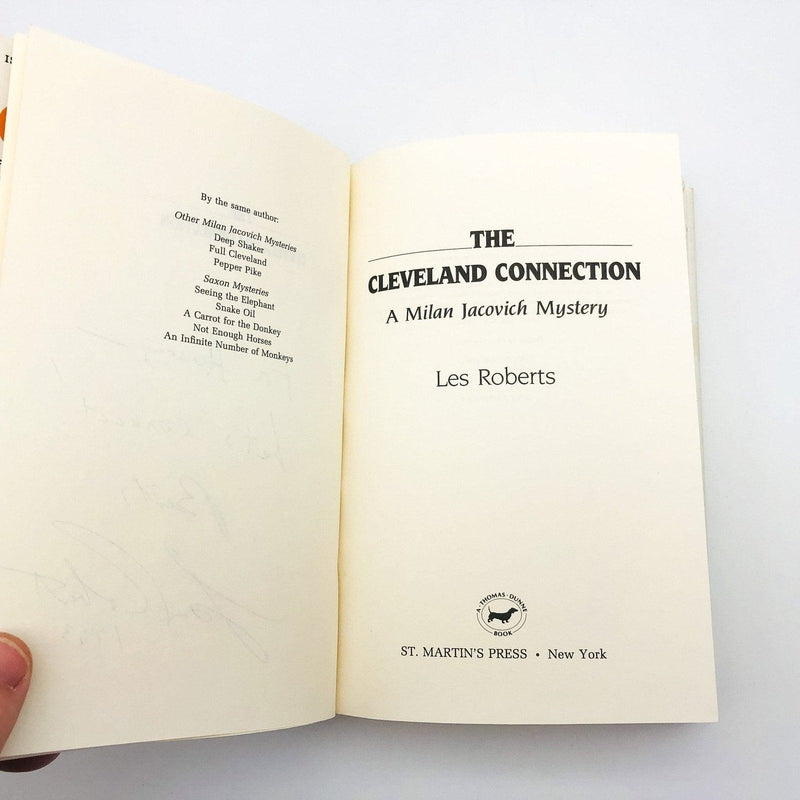 By the same author:
Other Milan Jacovich Mysteries
Deep Shaker
Full Cleveland
Pepper Pike
Saxon Mysteries
Seeing the Elephant
Snake Oil
A Carrot for the Donkey
Not Enough Horses
An Infinite Number of Monkeys
THE
CLEVELAND CONNECTION
A Milan Jacovich Mystery
Les Roberts
A · THOMAS · DUNNE
BOOK
ST. MARTIN'S PRESS • New York